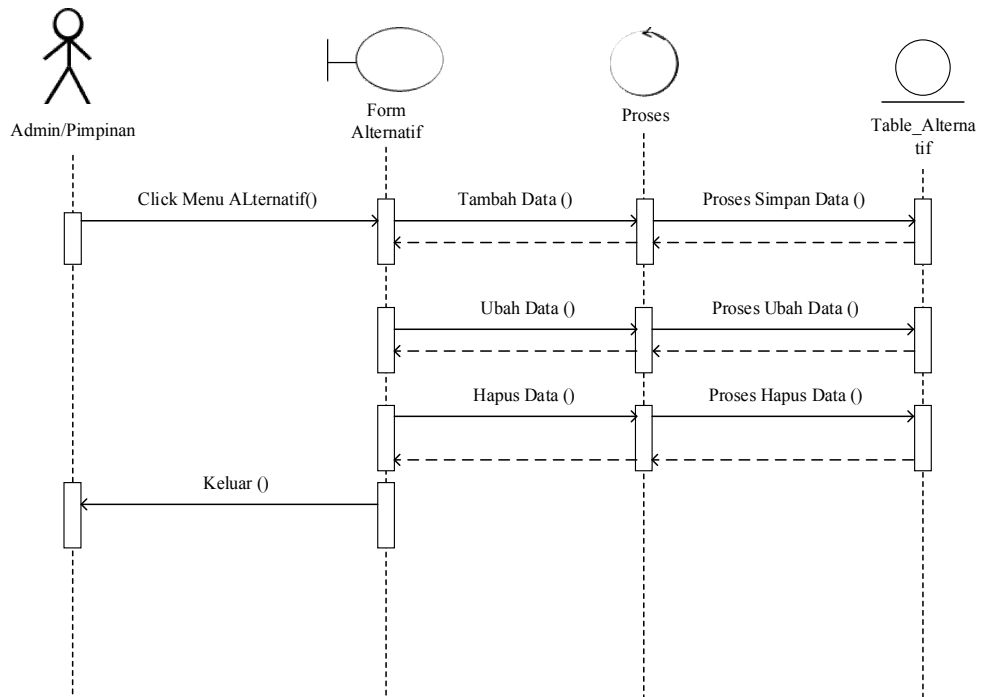 Admin/Pimpinan
Form
Alternatif
Proses
Table_Alterna
tif
Click Menu ALternatif()
Tambah Data ()
Proses Simpan Data ()
Ubah Data ()
Proses Ubah Data ()
Hapus Data ()
Proses Hapus Data ()
Keluar ()